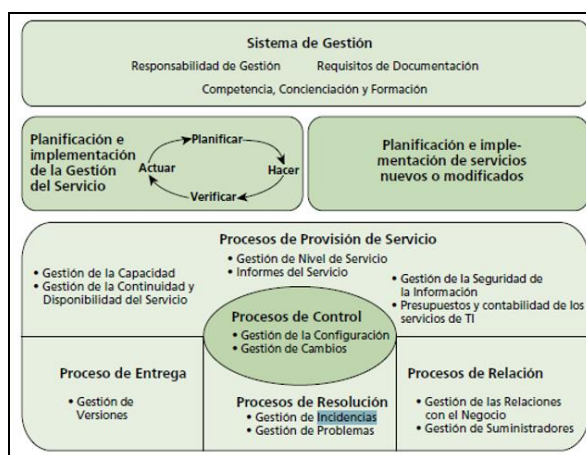 Sistema de Gestión
Responsabilidad de Gestión Requisitos de Documentación
Competencia, Concienciación y Formación
Planificación e
implementación
de la Gestión
del Servicio
Planificar
Actuar
Hacer
Verificar
Planificación e imple-
mentación de servicios
nuevos o modificados
Procesos de Provisión de Servicio
• Gestión de la Capacidad
• Gestión de la Continuidad y
Disponibilidad del Servicio
• Gestión de Nivel de Servicio
• Informes del Servicio
• Gestión de la Seguridad de
la Información
• Presupuestos y contabilidad de los
servicios de TI
Procesos de Control
• Gestión de la Configuración
• Gestión de Cambios
Proceso de Entrega
• Gestión de
Versiones
Procesos de Resolución
• Gestión de Incidencias
• Gestión de Problemas
Procesos de Relación
• Gestión de las Relaciones
con el Negocio
• Gestión de Suministradores